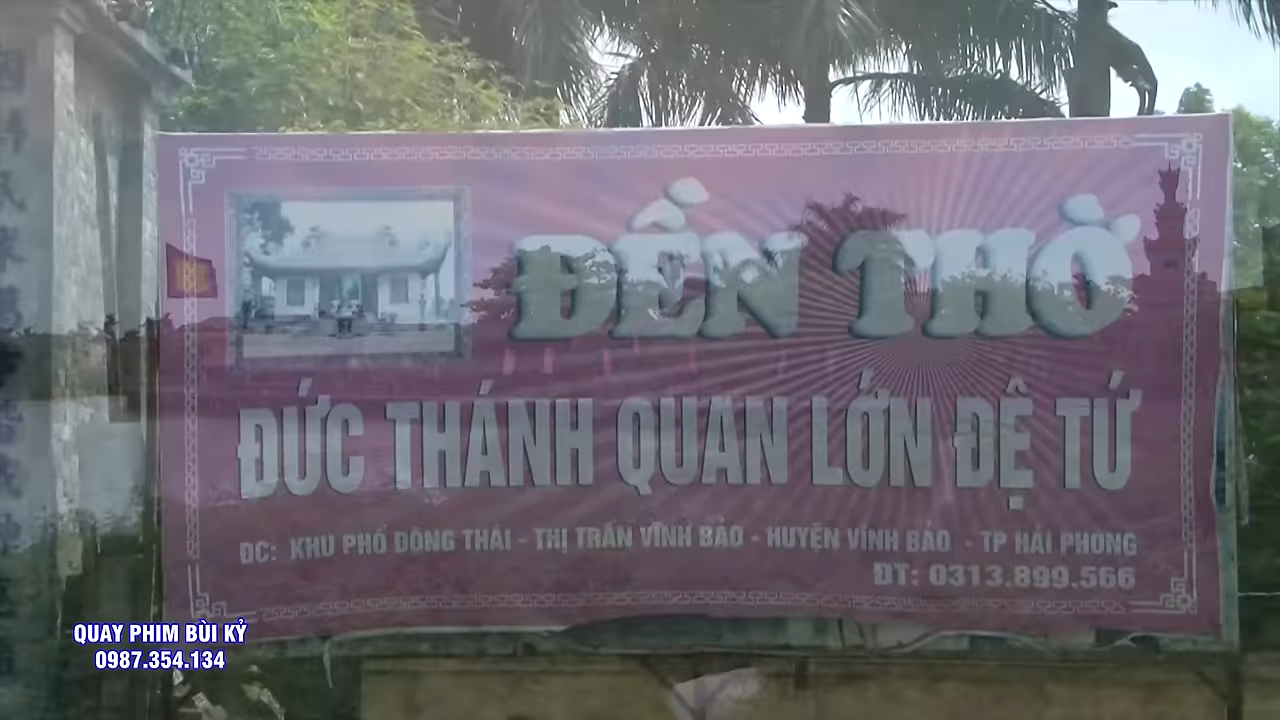 ĐỀN THỜ
ĐỨC THÁNH QUAN LỚN ĐỆ TỨ
ĐC: KHU PHỐ ĐÔNG THÁI - THỊ TRẤN VĨNH BẢO - HUYỆN VĨNH BẢO - TP HẢI PHÒNG
ĐT: 0313.899.566
QUAY PHIM BÙI KỶ
0987.354.134